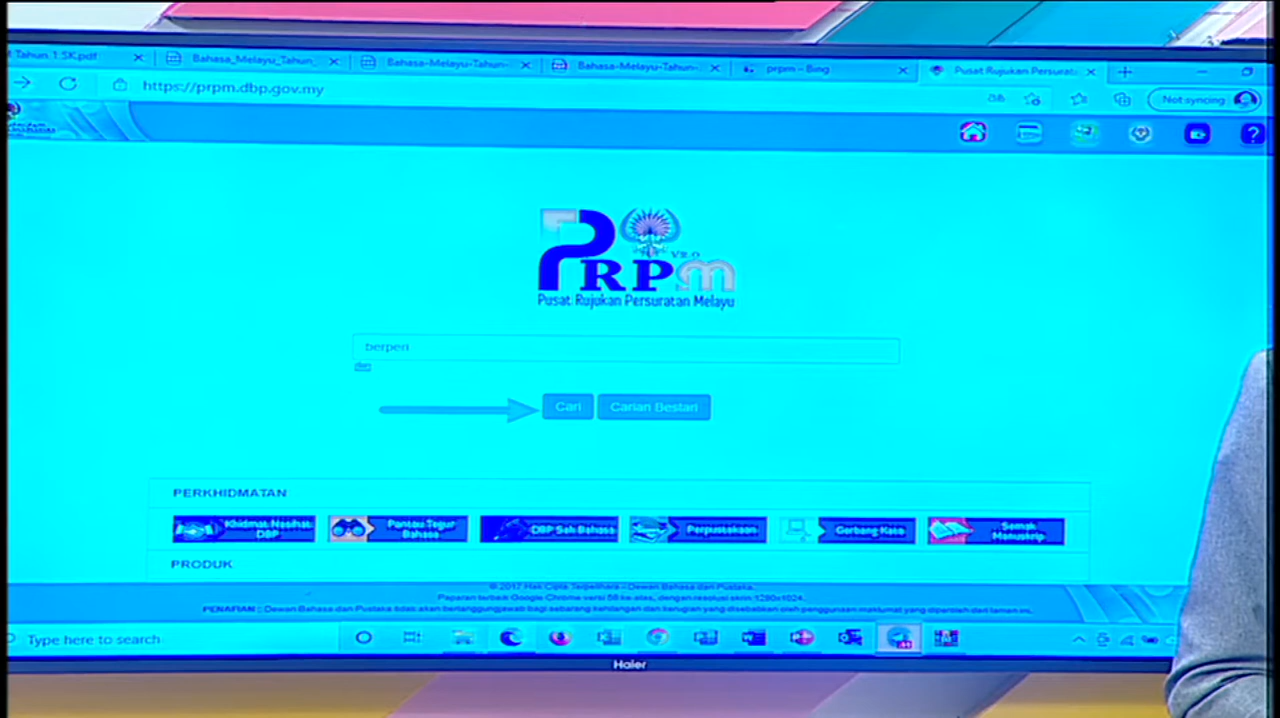 Tahun 1 SK.pdf
Bahasa_Melayu_Tahun_
Bahasa-Melayu-Tahun-
Bahasa-Melayu-Tahun-
prpm - Bing
Pusat Rujukan Persurata
https://prpm.dbp.gov.my
Not syncing
PRPm
V2.0
Pusat Rujukan Persuratan Melayu
berperi
Cari
Carian Bestari
PERKHIDMATAN
Khidmat Nasihat
DBP
Pantau Tegur
Bahasa
DBP Sah Bahasa
Perpustakaan
Gerbang Kata
Semak
Manuskrip
PRODUK
© 2017 Hak Cipta Terpelihara - Dewan Bahasa dan Pustaka.
Paparan terbaik Google Chrome versi 58 ke atas, dengan resolusi skrin 1280x1024.
PENAFIAN : Dewan Bahasa dan Pustaka tidak akan bertanggungjawab bagi sebarang kehilangan dan kerugian yang disebabkan oleh penggunaan maklumat yang diperoleh dari laman ini.
Type here to search
Haier